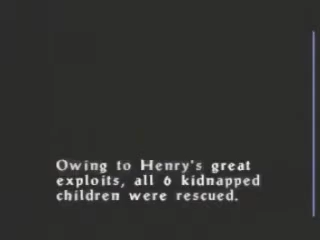 Owing to Henry's great
exploits, all 6 kidnapped
children were rescued.